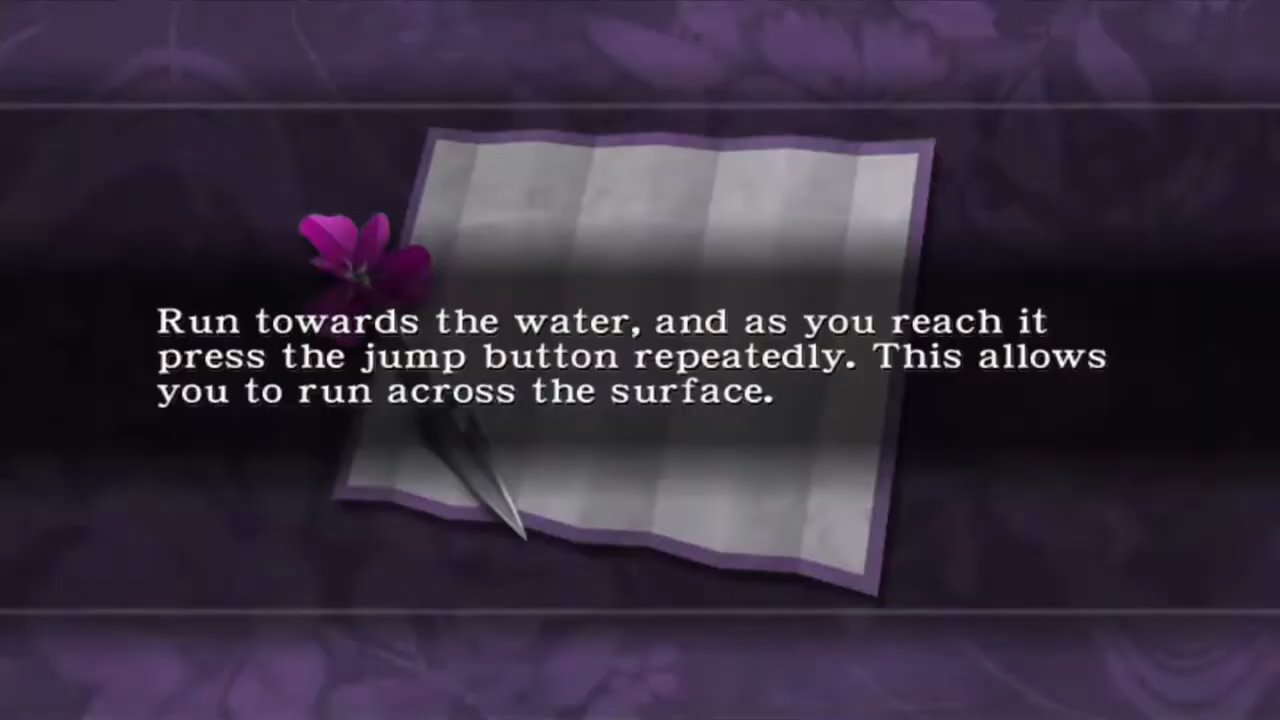 Run towards the water, and as you reach it
press the jump button repeatedly. This allows
you to run across the surface.